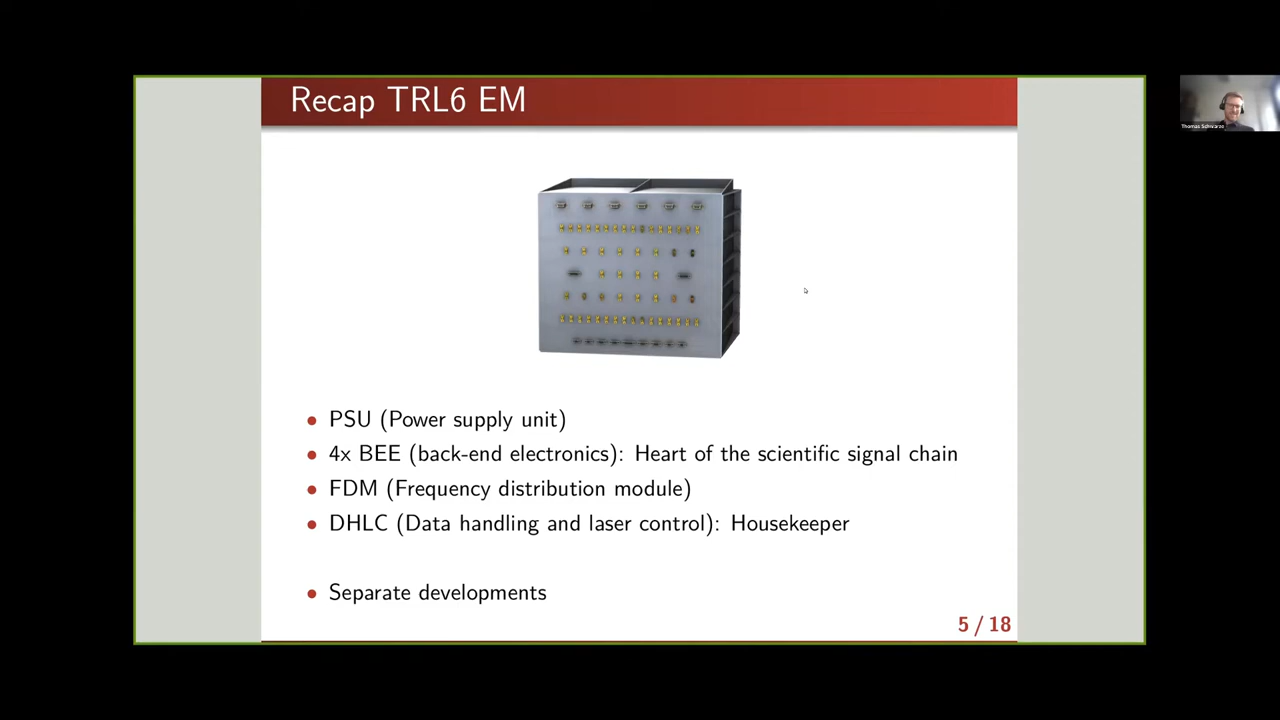 Recap TRL6 EM
Thomas Schwarze
• PSU (Power supply unit)
• 4x BEE (back-end electronics): Heart of the scientific signal chain
• FDM (Frequency distribution module)
• DHLC (Data handling and laser control): Housekeeper
• Separate developments
5 / 18